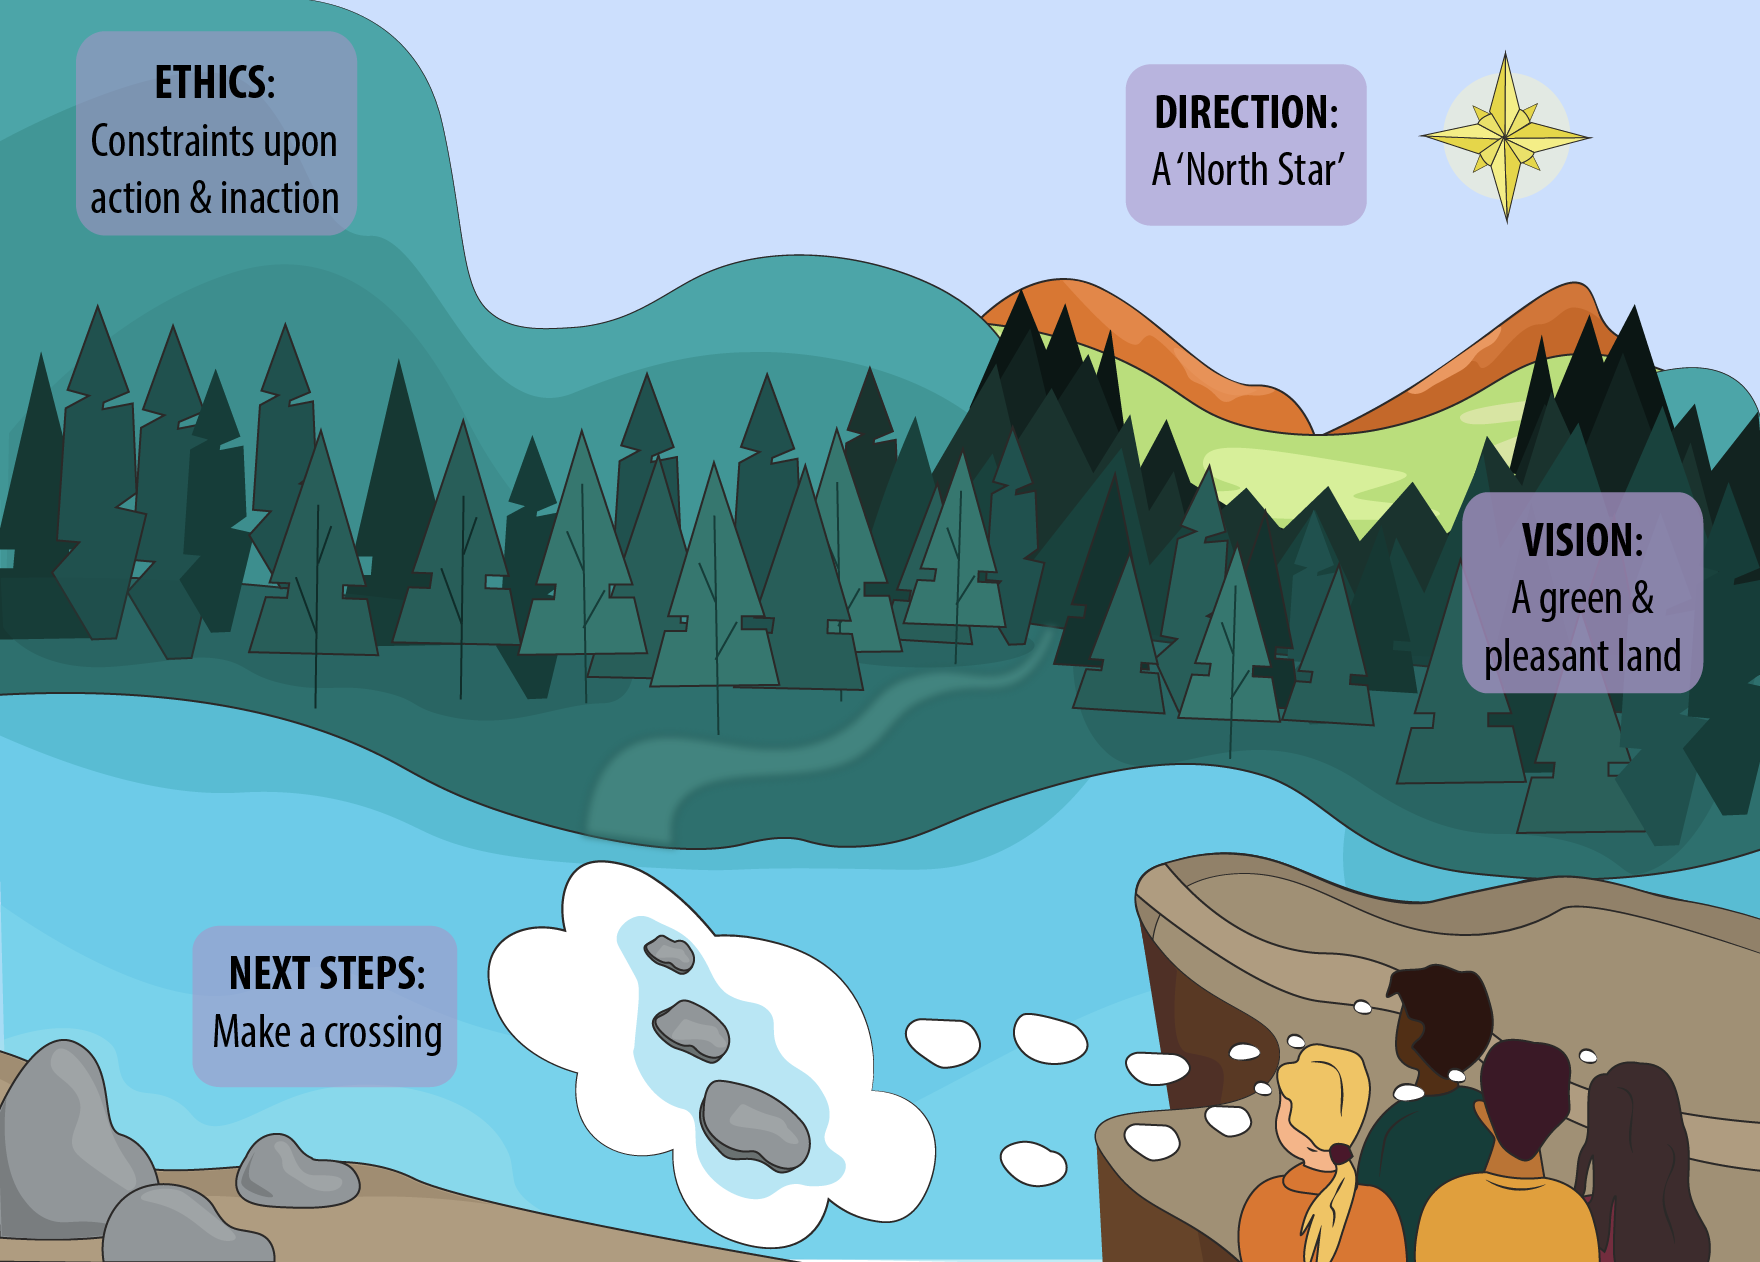 ETHICS:
Constraints upon
action & inaction
DIRECTION:
A ‘North Star’
VISION:
A green &
pleasant land
NEXT STEPS:
Make a crossing